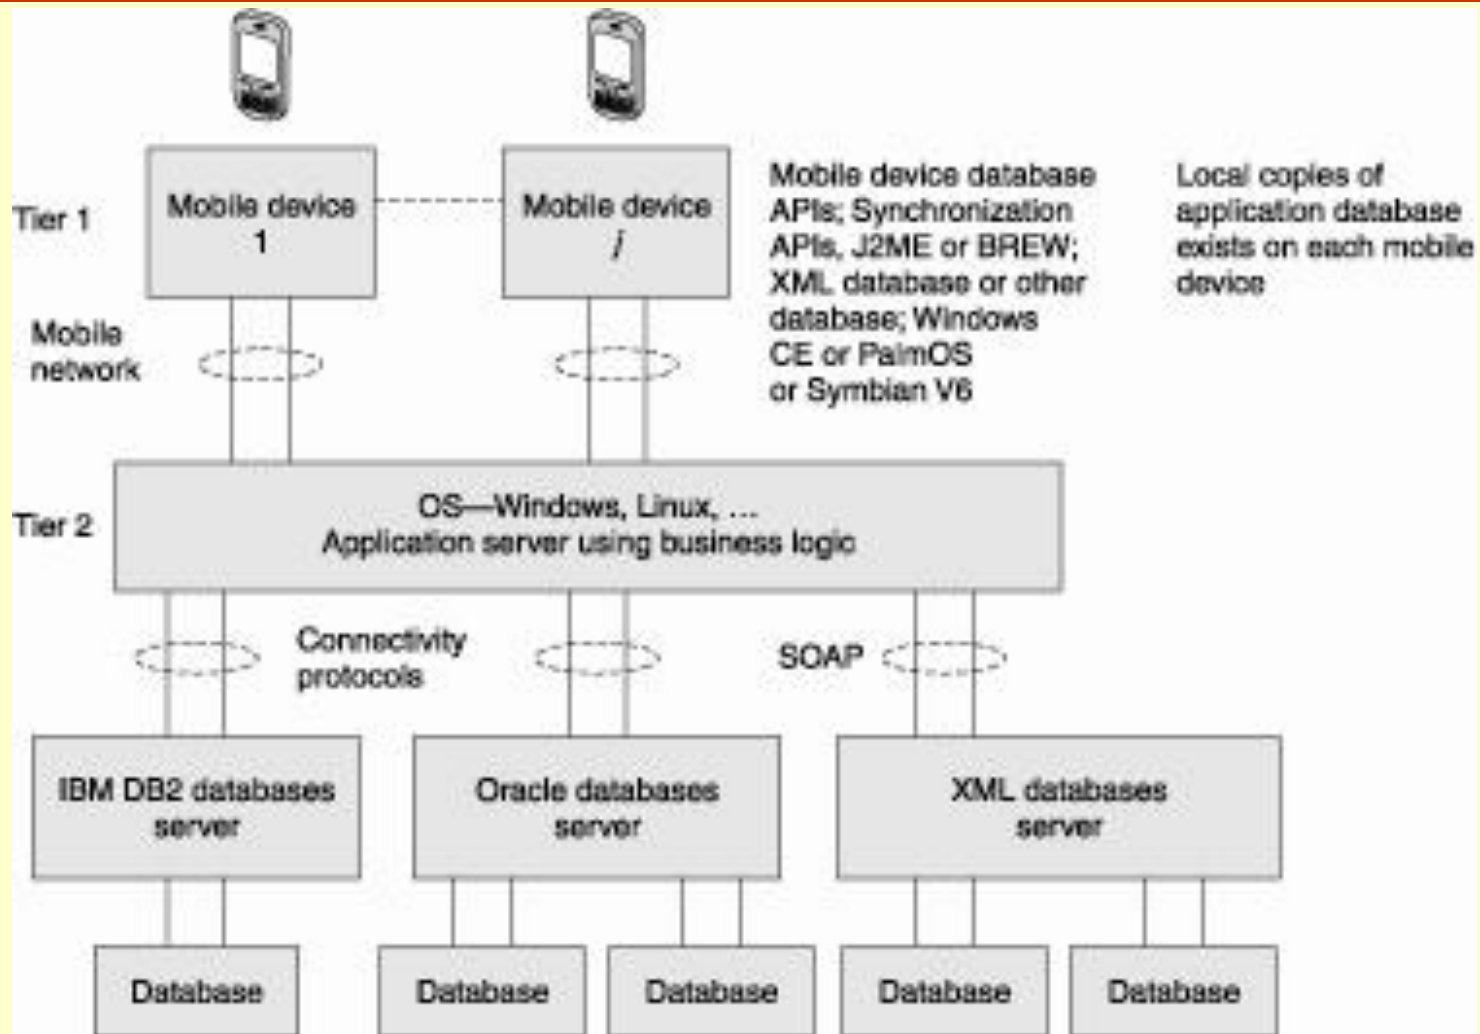 Tier 1
Mobile device
1
Mobile device
j
Mobile device database
APIs; Synchronization
APIs, J2ME or BREW;
XML database or other
database; Windows
CE or PalmOS
or Symbian V6
Local copies of
application database
exists on each mobile
device
Mobile
network
Tier 2
OS—Windows, Linux, ...
Application server using business logic
Connectivity
protocols
SOAP
IBM DB2 databases
server
Oracle databases
server
XML databases
server
Database
Database
Database
Database
Database